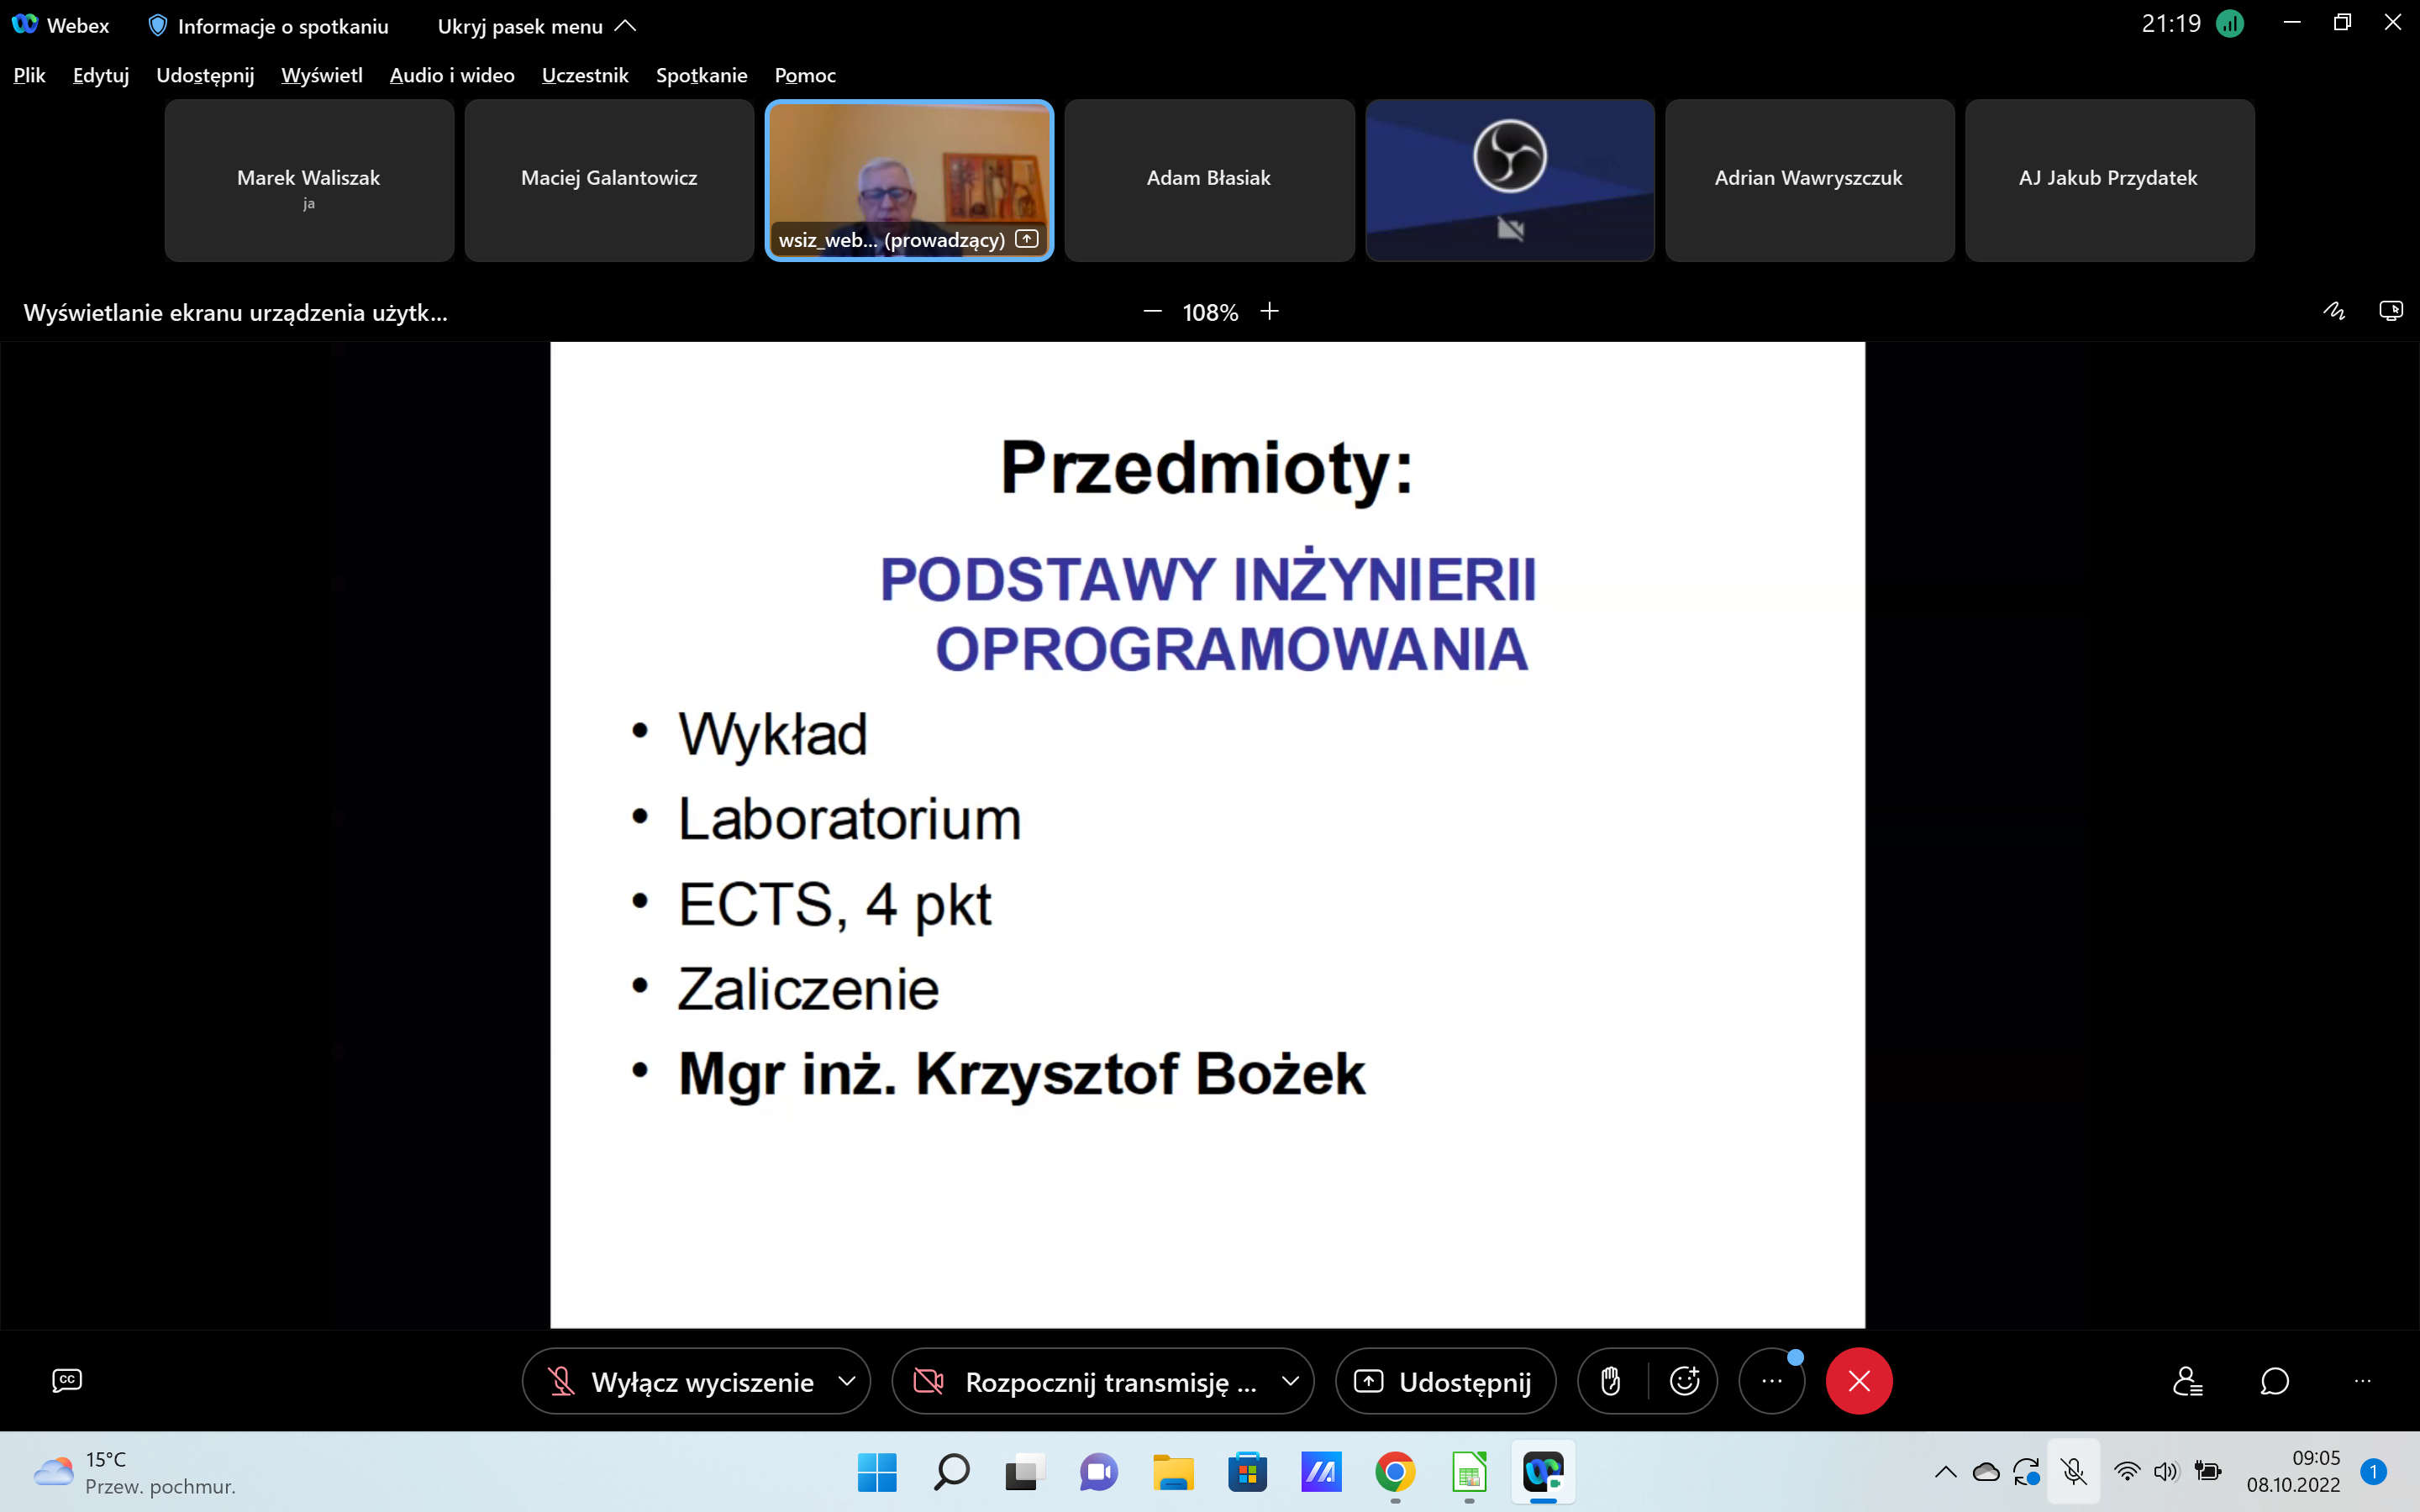 Webex
Informacje o spotkaniu
Ukryj pasek menu
21:19
Plik Edytuj Udostępnij Wyświetl Audio i wideo Uczestnik Spotkanie Pomoc
Marek Waliszak
ja
Maciej Galantowicz
wsiz_web... (prowadzący)
Adam Błasiak
Adrian Wawryszczuk
AJ Jakub Przydatek
Wyświetlanie ekranu urządzenia użytk...
108%
Przedmioty:
PODSTAWY INŻYNIERII
OPROGRAMOWANIA
• Wykład
• Laboratorium
• ECTS, 4 pkt
• Zaliczenie
• Mgr inż. Krzysztof Bożek
CC
Wyłącz wyciszenie
Rozpocznij transmisję ...
Udostępnij
15°C
Przew. pochmur.
09:05
08.10.2022
1